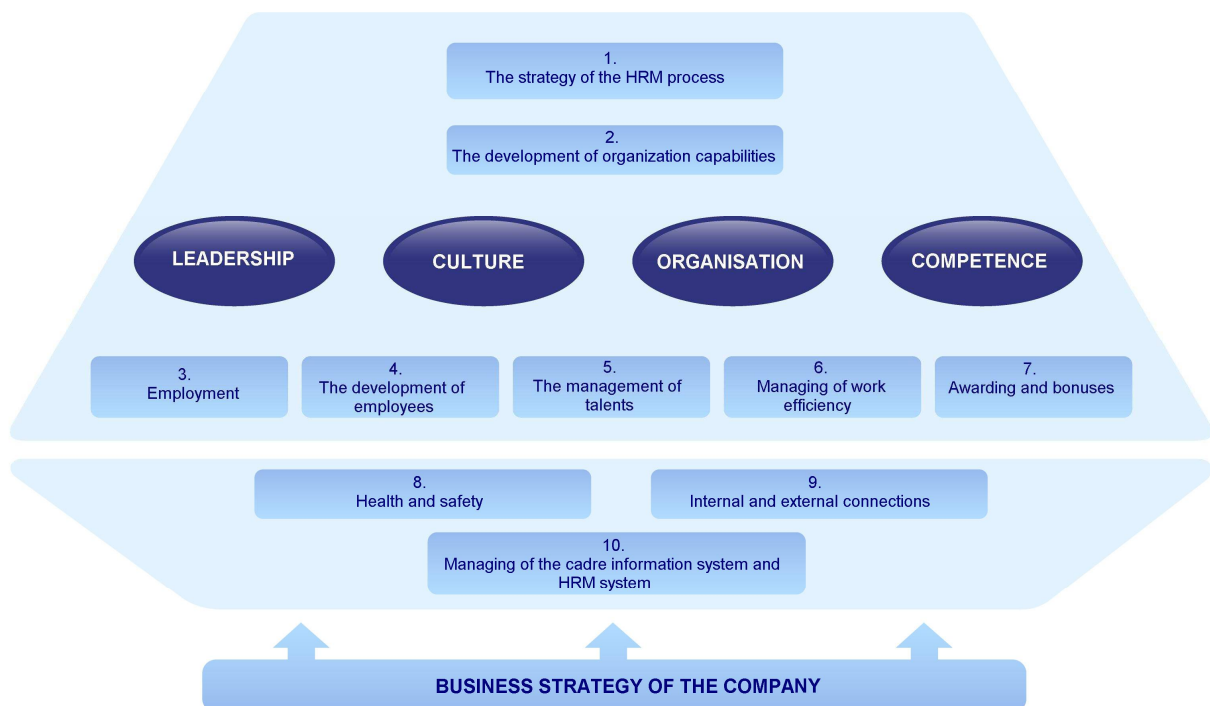 1.
The strategy of the HRM process
2.
The development of organization capabilities
LEADERSHIP
CULTURE
ORGANISATION
COMPETENCE
3.
Employment
4.
The development of
employees
5.
The management of
talents
6.
Managing of work
efficiency
7.
Awarding and bonuses
8.
Health and safety
9.
Internal and external connections
10.
Managing of the cadre information system and
HRM system
BUSINESS STRATEGY OF THE COMPANY